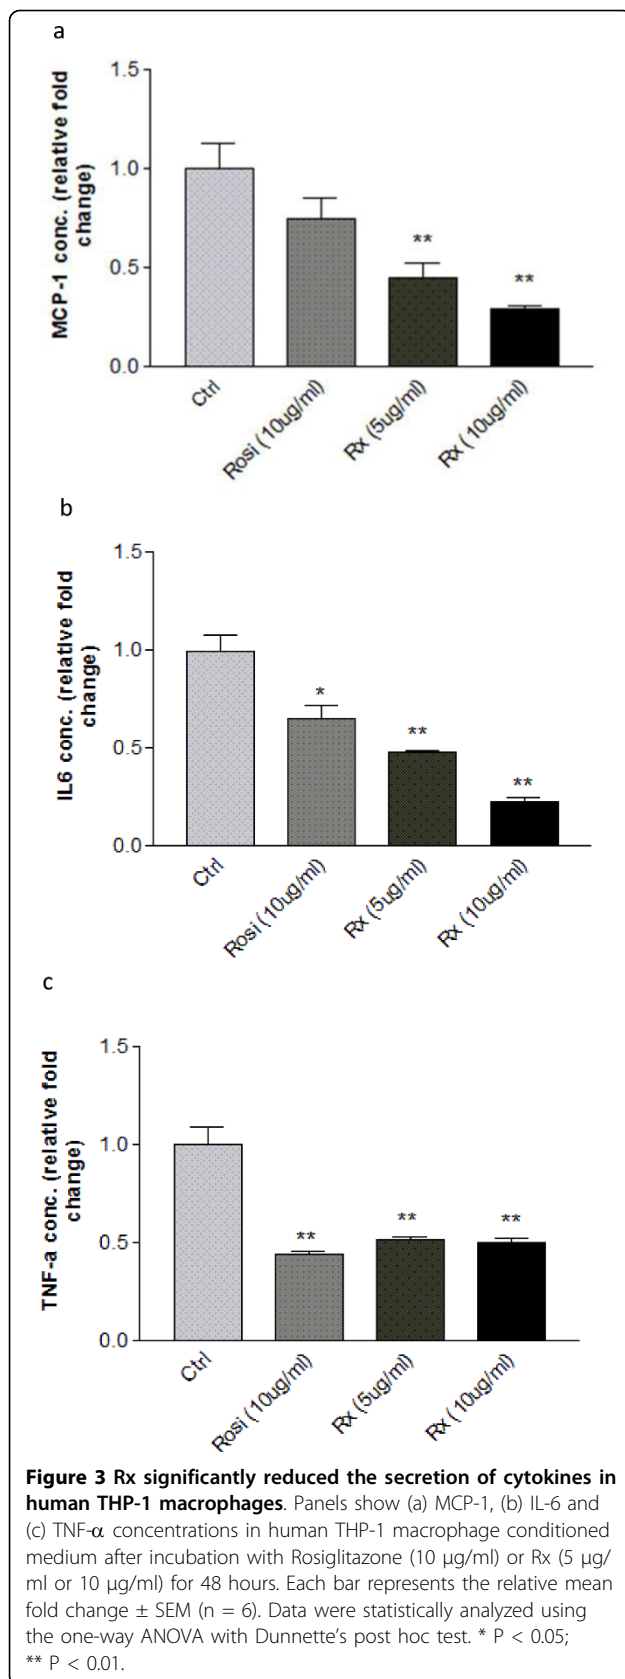 a
MCP-1 conc. (relative fold
change)
1.5
1.0
0.5
0.0
**
**
Ctrl
Rosi (10ug/ml)
Rx (5ug/ml)
Rx (10ug/ml)
b
IL6 conc. (relative fold
change)
1.5
1.0
0.5
0.0
*
**
**
Ctrl
Rosi (10ug/ml)
Rx (5ug/ml)
Rx (10ug/ml)
c
TNF-a conc. (relative fold
change)
1.5
1.0
0.5
0.0
**
**
**
Ctrl
Rosi (10ug/ml)
Rx (5ug/ml)
Rx (10ug/ml)
Figure 3 Rx significantly reduced the secretion of cytokines in
human THP-1 macrophages. Panels show (a) MCP-1, (b) IL-6 and
(c) TNF-α concentrations in human THP-1 macrophage conditioned
medium after incubation with Rosiglitazone (10 μg/ml) or Rx (5 μg/
ml or 10 μg/ml) for 48 hours. Each bar represents the relative mean
fold change ± SEM (n = 6). Data were statistically analyzed using
the one-way ANOVA with Dunnette's post hoc test. * P < 0.05;
** P < 0.01.